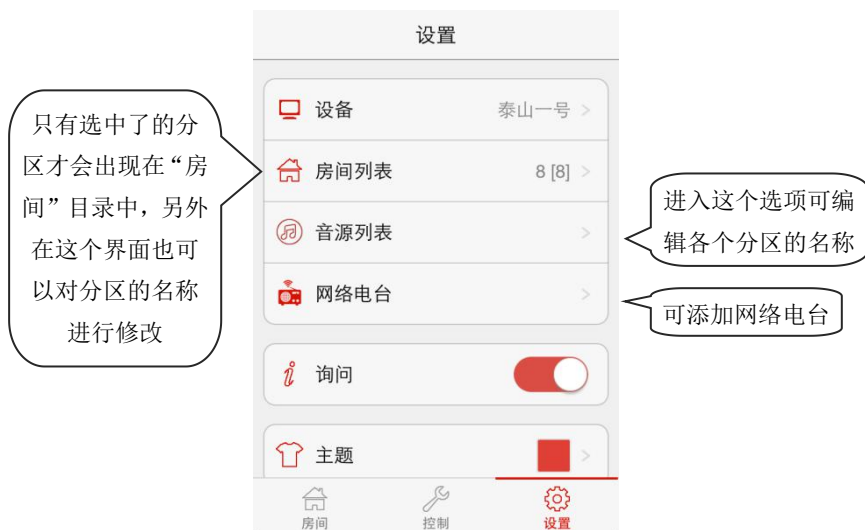 设置
只有选中了的分
区才会出现在“房
间”目录中，另外
在这个界面也可
以对分区的名称
进行修改
设备 泰山一号
房间列表 8 [8]
音源列表
网络电台
进入这个选项可编
辑各个分区的名称
可添加网络电台
询问
主题
房间 控制 设置